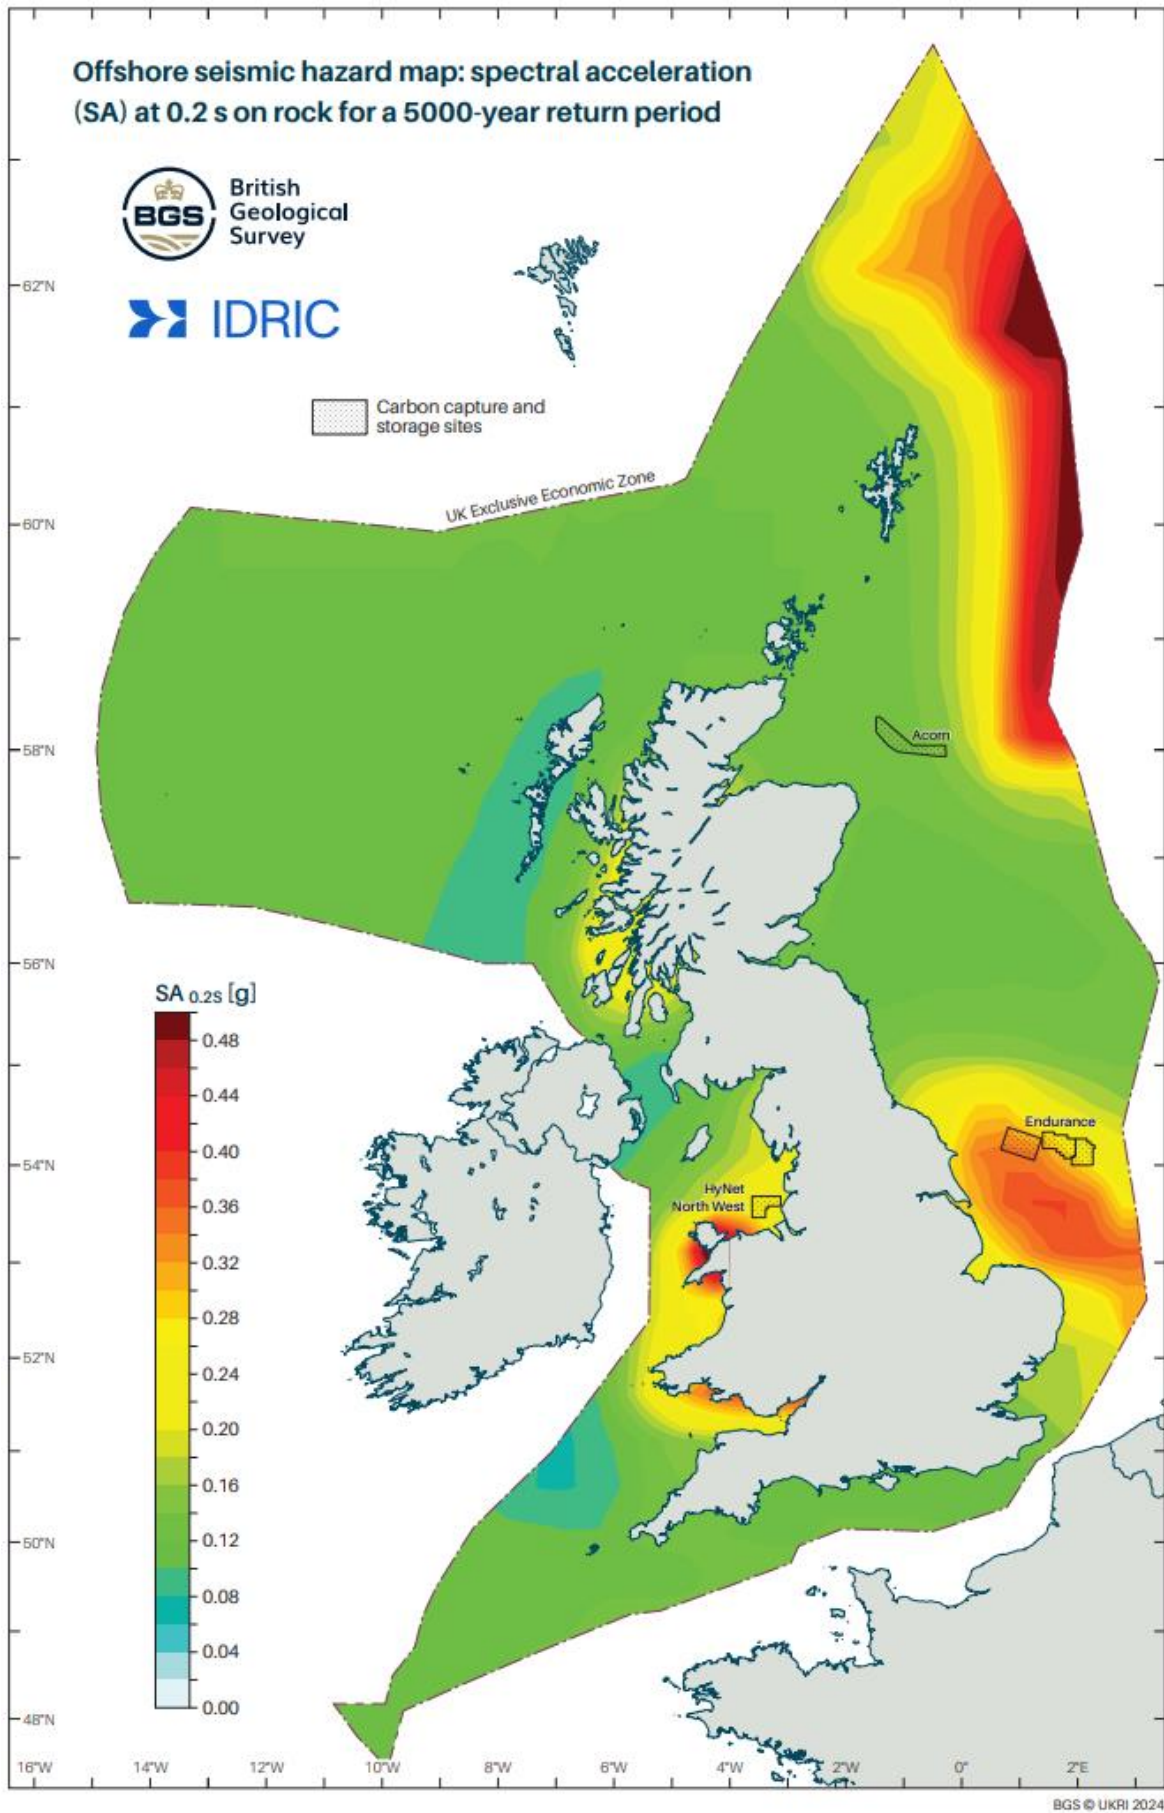 Offshore seismic hazard map: spectral acceleration
(SA) at 0.2 s on rock for a 5000-year return period
BGS
British
Geological
Survey
IDRIC
Carbon capture and
storage sites
UK Exclusive Economic Zone
62°N
60°N
58°N
56°N
54°N
52°N
50°N
48°N
Acorn
Endurance
HyNet
North West
SA 0.2S [g]
0.48
0.44
0.40
0.36
0.32
0.28
0.24
0.20
0.16
0.12
0.08
0.04
0.00
16°W 14°W 12°W 10°W 8°W 6°W 4°W 2°W 0° 2°E
BGS © UKRI 2024